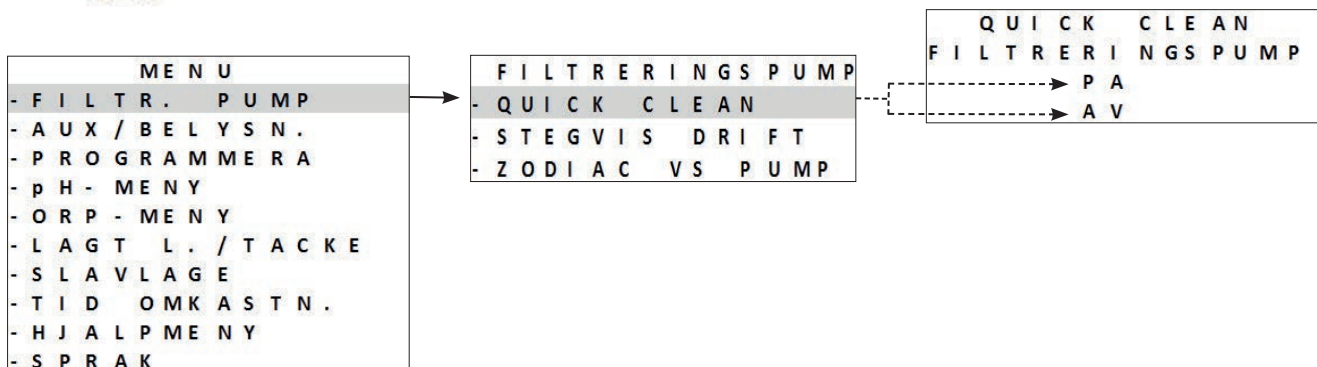 MENU
-FILTR. PUMP
-AUX/BELYSN.
-PROGRAMMERA
-pH-MENY
-ORP-MENY
-LAGT L./TACKE
-SLAVLAGE
-TID OMKASTN.
-HJALPMENY
-SPRAK
FILTRERINGSPUMP
- QUICK CLEAN
- STEGVIS DRIFT
- ZODIAC VS PUMP
QUICK CLEAN
FILTRERINGSPUMP
PA
AV